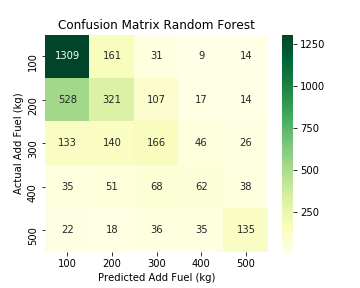 Confusion Matrix Random Forest
Actual Add Fuel (kg)
100 1309 161 31 9 14
200 528 321 107 17 14
300 133 140 166 46 26
400 35 51 68 62 38
500 22 18 36 35 135
100 200 300 400 500
Predicted Add Fuel (kg)
1250
1000
750
500
250